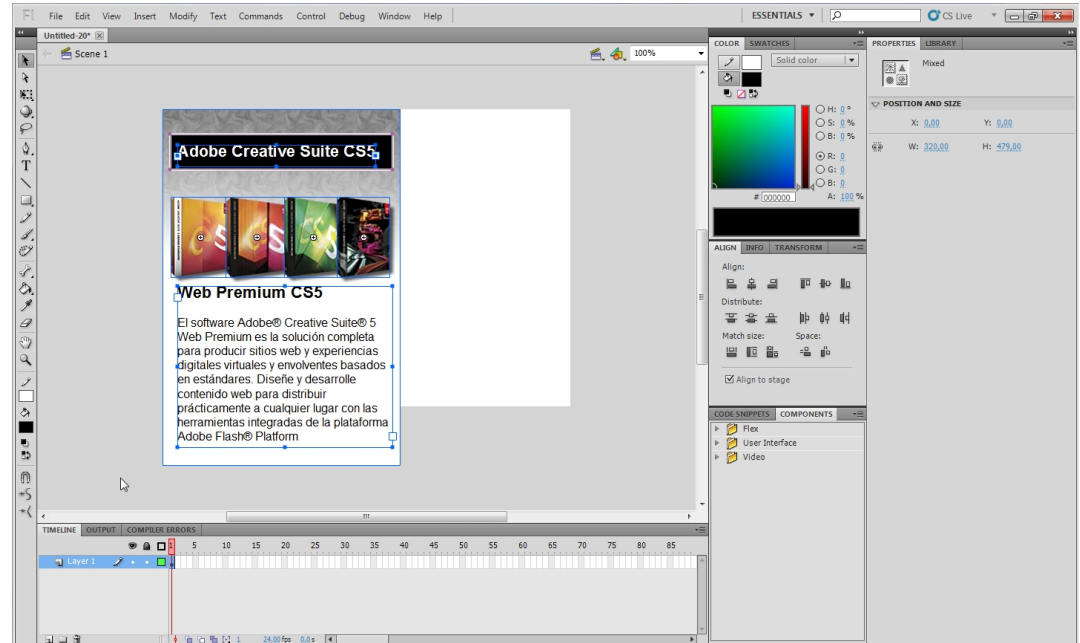 Fl File Edit View Insert Modify Text Commands Control Debug Window Help ESSENTIALS CS Live
Untitled-20*
Scene 1 100%
COLOR SWATCHES
Solid color
H: 0 °
S: 0 %
B: 0 %
R: 0
G: 0
B: 0
# 000000 A: 100 %
PROPERTIES LIBRARY
Mixed
POSITION AND SIZE
X: 0,00 Y: 0,00
W: 320,00 H: 479,00
ALIGN INFO TRANSFORM
Align:
Distribute:
Match size: Space:
Align to stage
CODE SNIPPETS COMPONENTS
Flex
User Interface
Video
Adobe Creative Suite CS5
Web Premium CS5
El software Adobe® Creative Suite® 5
Web Premium es la solución completa
para producir sitios web y experiencias
digitales virtuales y envolventes basados
en estándares. Diseñe y desarrolle
contenido web para distribuir
prácticamente a cualquier lugar con las
herramientas integradas de la plataforma
Adobe Flash® Platform
TIMELINE OUTPUT COMPILER ERRORS
1 5 10 15 20 25 30 35 40 45 50 55 60 65 70 75 80 85
Layer 1
1 24,00 fps 0,0 s